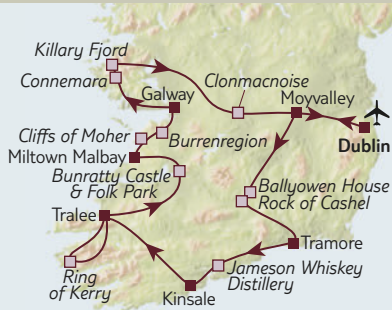 Killary Fjord
Connemara
Clonmacnoise
Galway
Moyvalley
Dublin
Cliffs of Moher
Burrenregion
Miltown Malbay
Bunratty Castle
& Folk Park
Ballyowen House
Rock of Cashel
Tralee
Tramore
Ring
of Kerry
Jameson Whiskey
Distillery
Kinsale